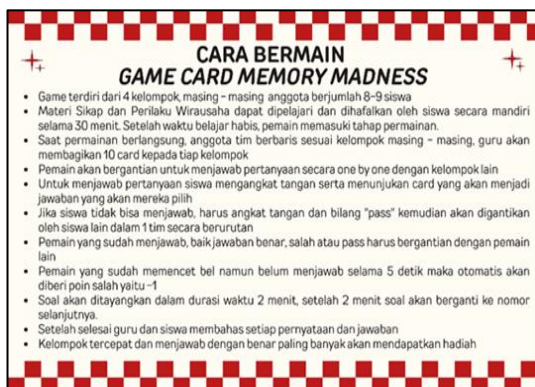 CARA BERMAIN
GAME CARD MEMORY MADNESS
• Game terdiri dari 4 kelompok, masing - masing anggota berjumlah 8-9 siswa
• Materi Sikap dan Perilaku Wirausaha dapat dipelajari dan dihafalkan oleh siswa secara mandiri
selama 30 menit. Setelah waktu belajar habis, pemain memasuki tahap permainan.
• Saat permainan berlangsung, anggota tim berbaris sesuai kelompok masing - masing, guru akan
membagikan 10 card kepada tiap kelompok
• Pemain akan bergantian untuk menjawab pertanyaan secara one by one dengan kelompok lain
• Untuk menjawab pertanyaan siswa mengangkat tangan serta menunjukan card yang akan menjadi
jawaban yang akan mereka pilih
• Jika siswa tidak bisa menjawab, harus angkat tangan dan bilang "pass" kemudian akan digantikan
oleh siswa lain dalam 1 tim secara berurutan
• Pemain yang sudah menjawab, baik jawaban benar, salah atau pass harus bergantian dengan pemain
lain
• Pemain yang sudah memencet bel namun belum menjawab selama 5 detik maka otomatis akan
diberi poin salah yaitu -1
• Soal akan ditayangkan dalam durasi waktu 2 menit, setelah 2 menit soal akan berganti ke nomor
selanjutnya.
• Setelah selesai guru dan siswa membahas setiap pernyataan dan jawaban
• Kelompok tercepat dan menjawab dengan benar paling banyak akan mendapatkan hadiah